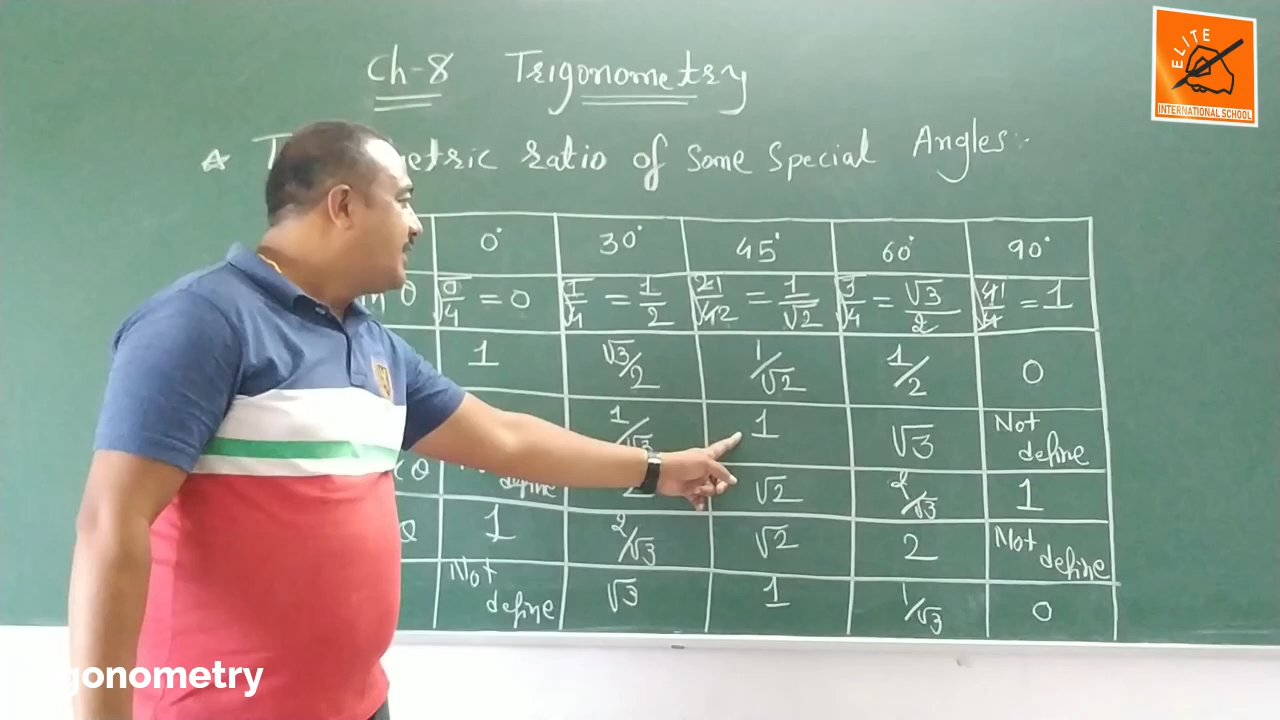 Ch-8 Trigonometry
ratio of Some Special Angles:-
0° 30° 45° 60° 90°
θ √0/4 = 0 √1/4 = 1/2 √2/4 = 1/√2 √3/4 = √3/2 √4/4 = 1
1 √3/2 1/√2 1/2 0
1/√3 1 √3 Not define
θ define 2 √2 2/√3 1
θ 1 2/√3 √2 2 Not define
Not define √3 1 1/√3 0
ELITE
INTERNATIONAL SCHOOL